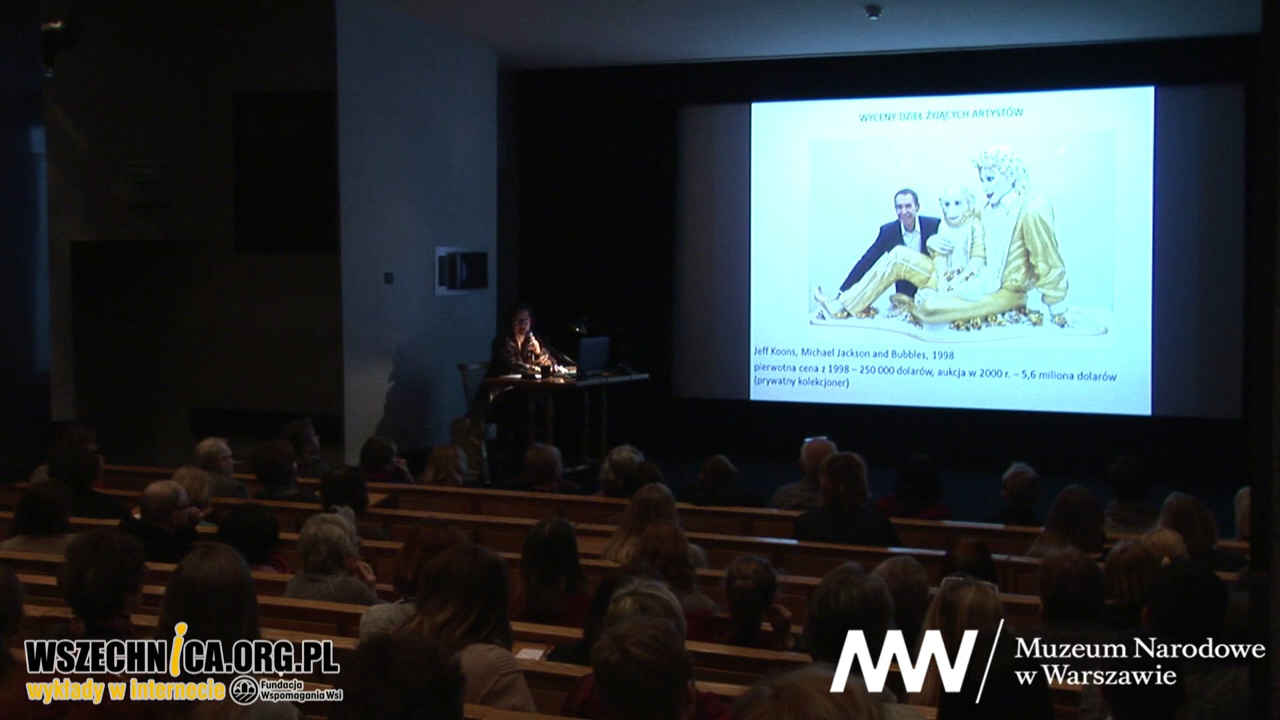 WYCENY DZIEŁ ŻYJĄCYCH ARTYSTÓW
Jeff Koons, Michael Jackson and Bubbles, 1998
pierwotna cena z 1998 – 250 000 dolarów, aukcja w 2000 r. – 5,6 miliona dolarów
(prywatny kolekcjoner)
WSZECHNICA.ORG.PL
wykłady w internecie
Fundacja
Wspomagania Wsi
Muzeum Narodowe
w Warszawie